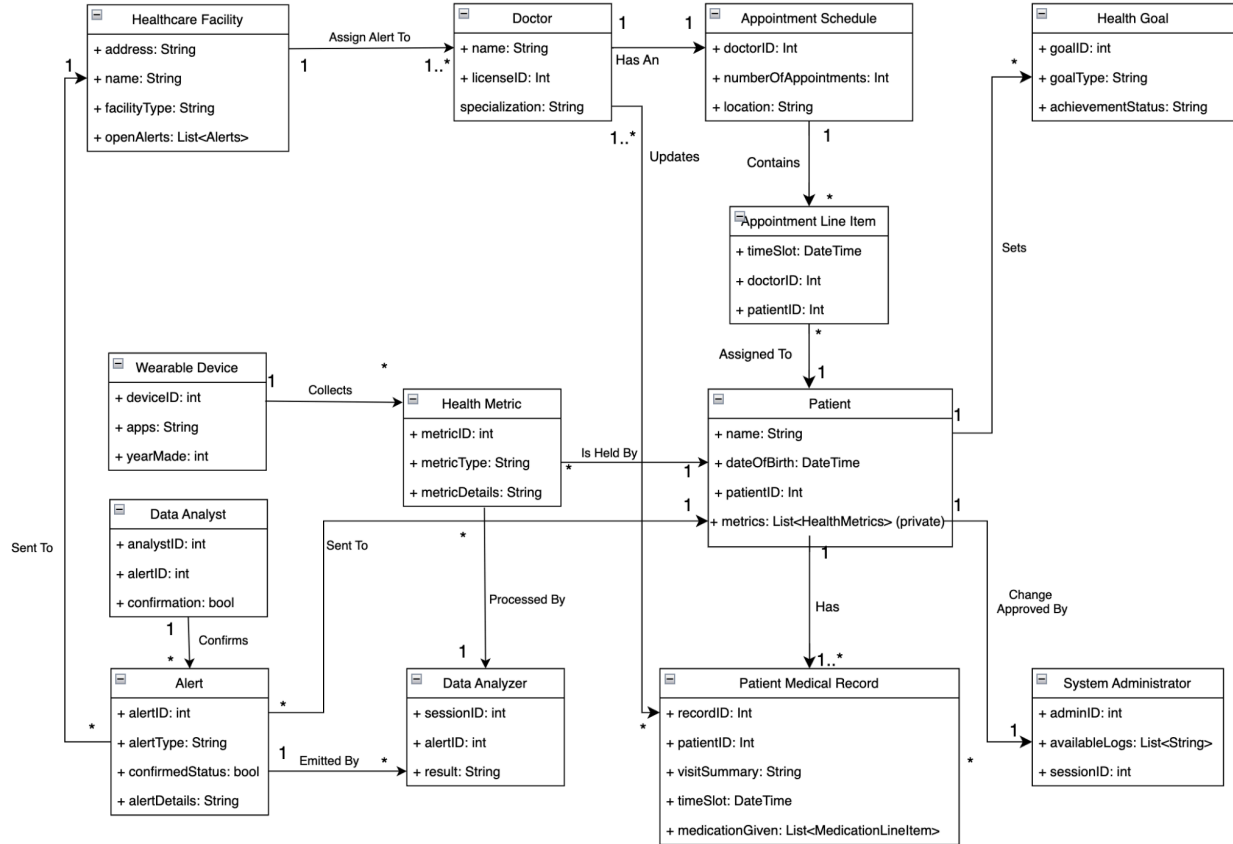 Healthcare Facility
+ address: String
+ name: String
+ facilityType: String
+ openAlerts: List<Alerts>
1
Assign Alert To
1
1..*
Doctor
+ name: String
+ licenseID: Int
specialization: String
1
Has An
1
1..*
Updates
Appointment Schedule
+ doctorID: Int
+ numberOfAppointments: Int
+ location: String
1
Contains
*
Health Goal
+ goalID: int
+ goalType: String
+ achievementStatus: String
*
Sets
Appointment Line Item
+ timeSlot: DateTime
+ doctorID: Int
+ patientID: Int
*
Assigned To
1
Wearable Device
+ deviceID: int
+ apps: String
+ yearMade: int
1
Collects
*
Health Metric
+ metricID: int
+ metricType: String
+ metricDetails: String
*
Is Held By
1
Patient
+ name: String
+ dateOfBirth: DateTime
+ patientID: Int
+ metrics: List<HealthMetrics> (private)
1
1
1
1
Data Analyst
+ analystID: int
+ alertID: int
+ confirmation: bool
Sent To
Sent To
*
Processed By
1
1
Confirms
*
Has
1..*
Change
Approved By
1
Alert
+ alertID: int
+ alertType: String
+ confirmedStatus: bool
+ alertDetails: String
*
*
1
Emitted By
*
Data Analyzer
+ sessionID: int
+ alertID: int
+ result: String
Patient Medical Record
+ recordID: Int
+ patientID: Int
+ visitSummary: String
+ timeSlot: DateTime
+ medicationGiven: List<MedicationLineItem>
*
*
System Administrator
+ adminID: int
+ availableLogs: List<String>
+ sessionID: int